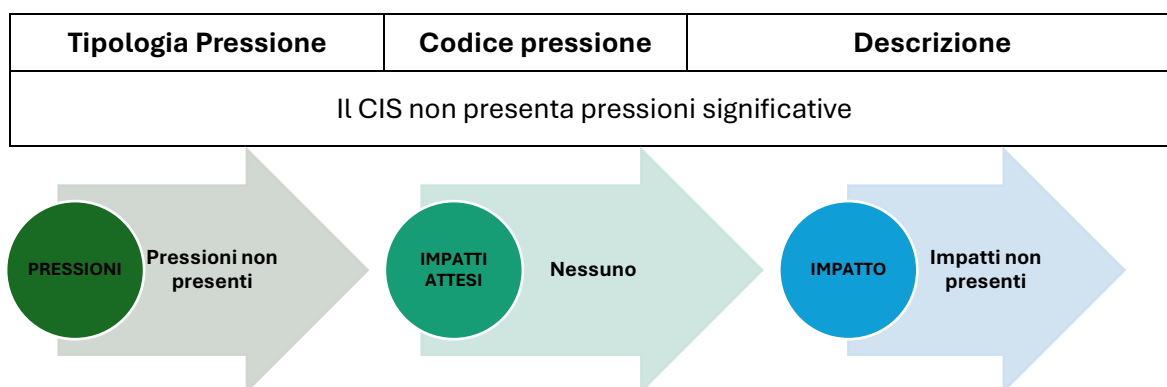 Tipologia Pressione Codice pressione Descrizione
Il CIS non presenta pressioni significative
PRESSIONI
Pressioni non
presenti
IMPATTI
ATTESI
Nessuno
IMPATTO
Impatti non
presenti